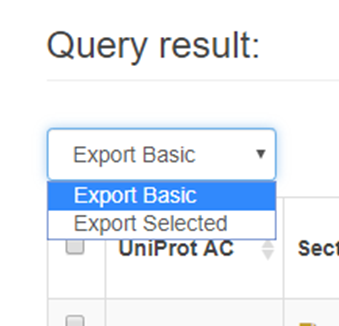 Query result:
Export Basic
Export Basic
Export Selected
UniProt AC
Sect